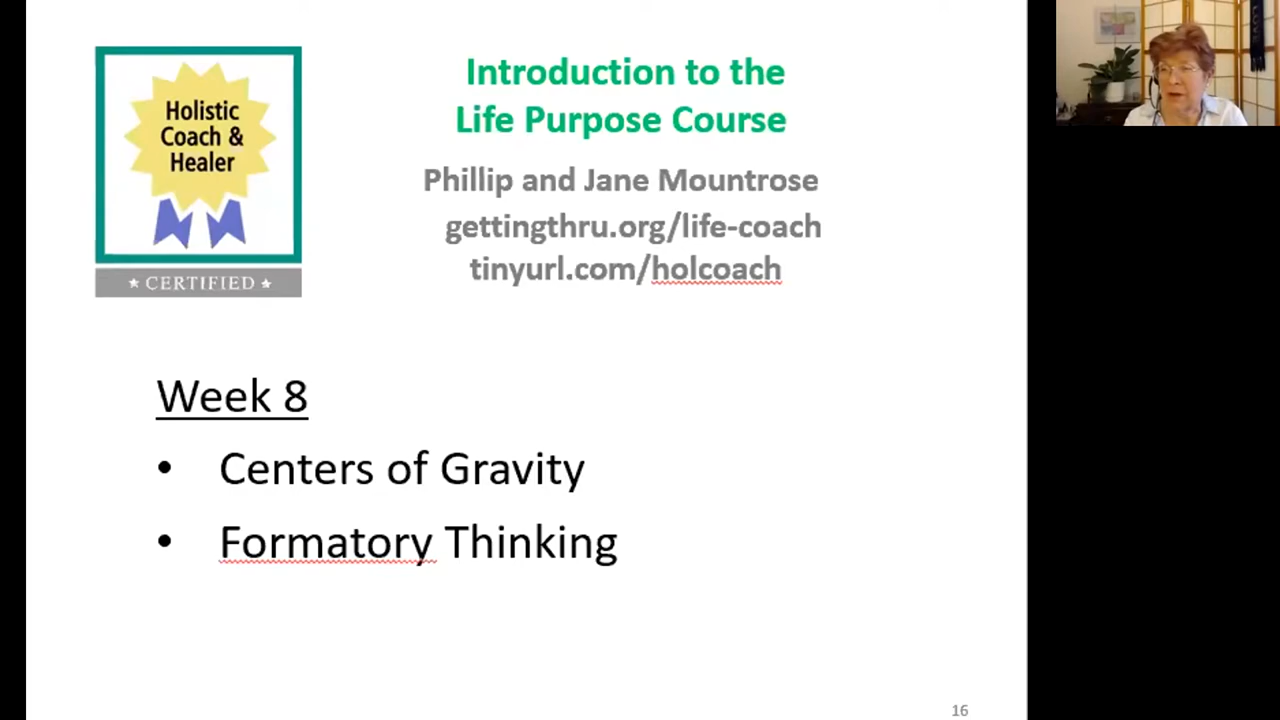 Holistic
Coach &
Healer
★ CERTIFIED ★
Introduction to the
Life Purpose Course
Phillip and Jane Mountrose
gettingthru.org/life-coach
tinyurl.com/holcoach
Week 8
• Centers of Gravity
• Formatory Thinking
16